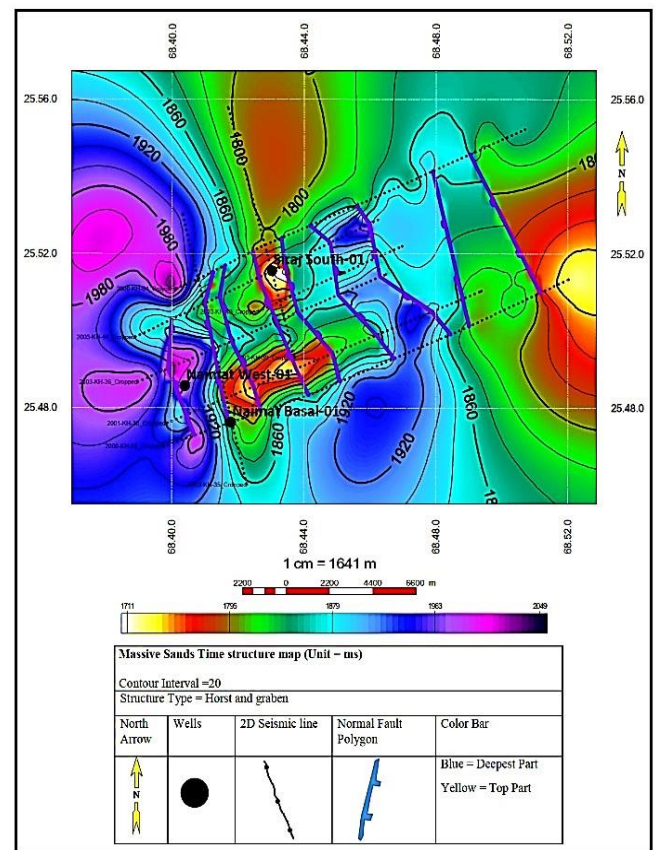 68.40.0 68.44.0 68.48.0 68.52.0
25.56.0 25.56.0
1860 1800
1920
1800
1860
N
1980
25.52.0 25.52.0
Siraj South-01
1980
Naimat West-01
1920
Naimat Basal-01
25.48.0 25.48.0
1920
1860
1920
1860
68.40.0 68.44.0 68.48.0 68.52.0
1 cm = 1641 m
2200 0 2200 4400 6600 m
1711 1795 1879 1963 2049
Massive Sands Time structure map (Unit – ms)
Contour Interval =20
Structure Type = Horst and graben
North Arrow
Wells
2D Seismic line
Normal Fault Polygon
Color Bar
N
Blue = Deepest Part
Yellow = Top Part